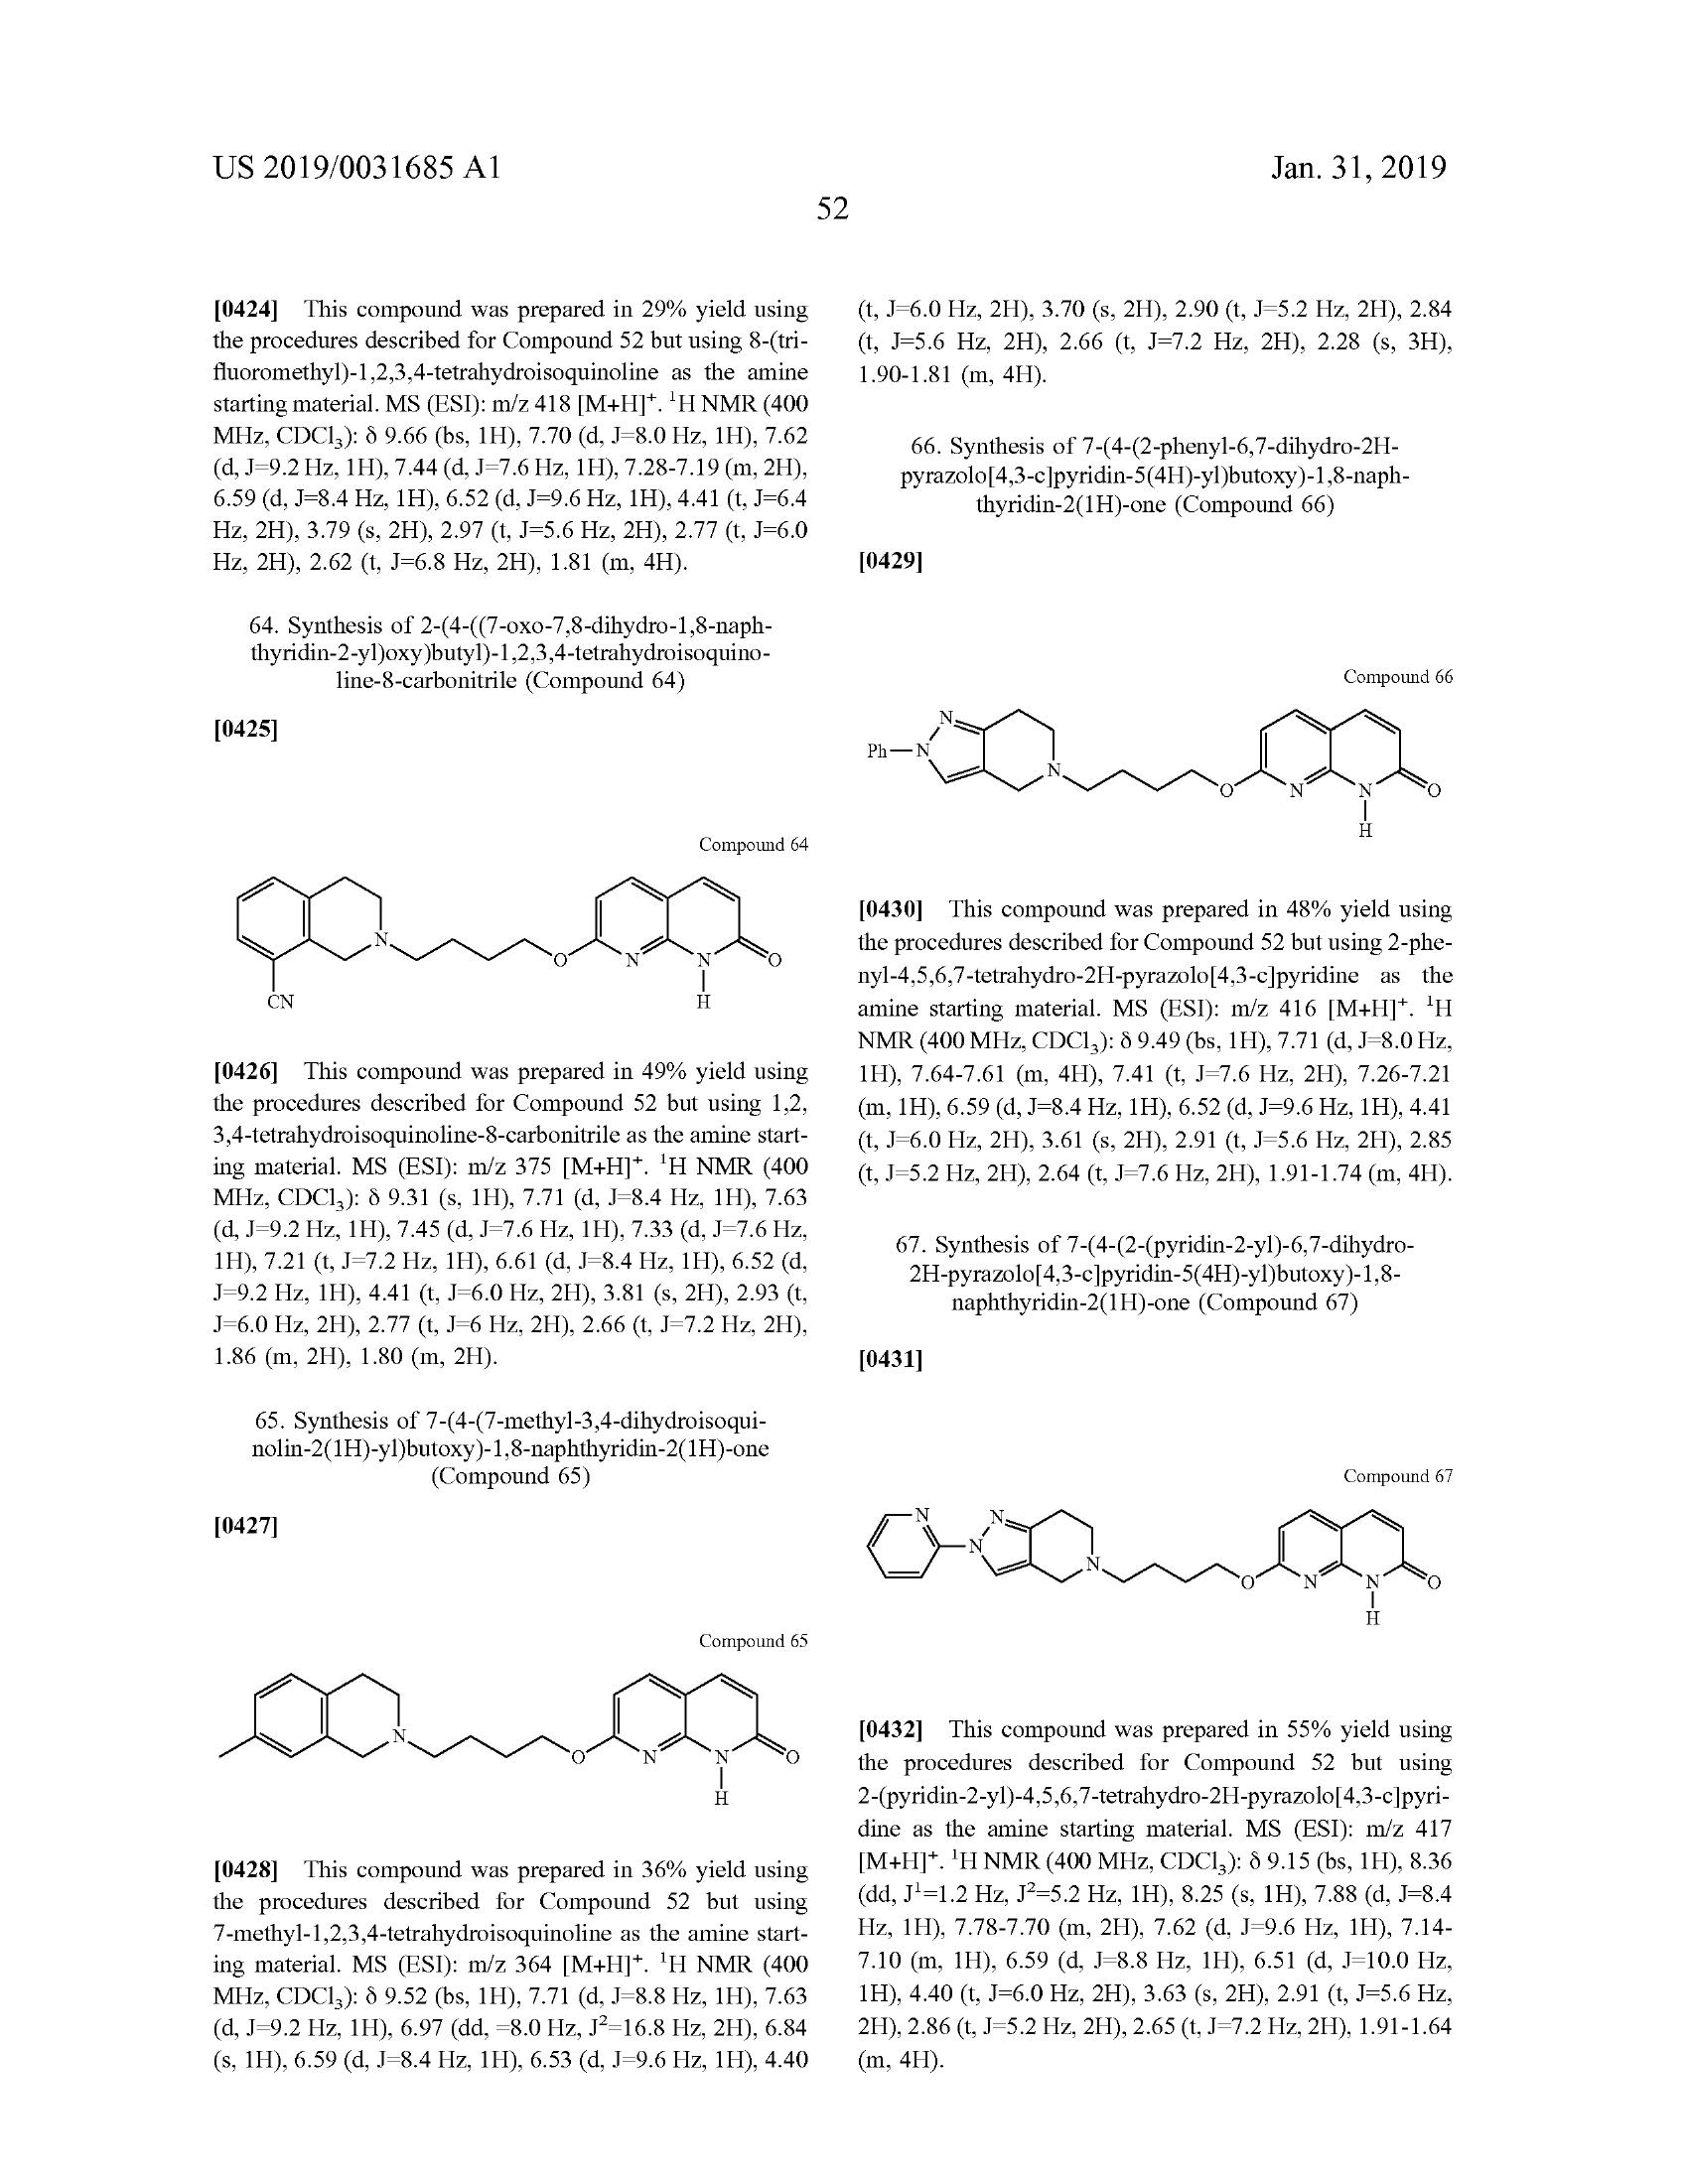 US 2019/0031685 A1
Jan. 31, 2019
52
[0424] This compound was prepared in 29% yield using
the procedures described for Compound 52 but using 8-(tri-
fluoromethyl)-1,2,3,4-tetrahydroisoquinoline as the amine
starting material. MS (ESI): m/z 418 [M+H]⁺. ¹H NMR (400
MHz, CDCl₃): δ 9.66 (bs, 1H), 7.70 (d, J=8.0 Hz, 1H), 7.62
(d, J=9.2 Hz, 1H), 7.44 (d, J=7.6 Hz, 1H), 7.28-7.19 (m, 2H),
6.59 (d, J=8.4 Hz, 1H), 6.52 (d, J=9.6 Hz, 1H), 4.41 (t, J=6.4
Hz, 2H), 3.79 (s, 2H), 2.97 (t, J=5.6 Hz, 2H), 2.77 (t, J=6.0
Hz, 2H), 2.62 (t, J=6.8 Hz, 2H), 1.81 (m, 4H).
64. Synthesis of 2-(4-((7-oxo-7,8-dihydro-1,8-naph-
thyridin-2-yl)oxy)butyl)-1,2,3,4-tetrahydroisoquino-
line-8-carbonitrile (Compound 64)
[0425]
Compound 64
N
O
N
N
O
CN
H
[0426] This compound was prepared in 49% yield using
the procedures described for Compound 52 but using 1,2,
3,4-tetrahydroisoquinoline-8-carbonitrile as the amine start-
ing material. MS (ESI): m/z 375 [M+H]⁺. ¹H NMR (400
MHz, CDCl₃): δ 9.31 (s, 1H), 7.71 (d, J=8.4 Hz, 1H), 7.63
(d, J=9.2 Hz, 1H), 7.45 (d, J=7.6 Hz, 1H), 7.33 (d, J=7.6 Hz,
1H), 7.21 (t, J=7.2 Hz, 1H), 6.61 (d, J=8.4 Hz, 1H), 6.52 (d,
J=9.2 Hz, 1H), 4.41 (t, J=6.0 Hz, 2H), 3.81 (s, 2H), 2.93 (t,
J=6.0 Hz, 2H), 2.77 (t, J=6 Hz, 2H), 2.66 (t, J=7.2 Hz, 2H),
1.86 (m, 2H), 1.80 (m, 2H).
65. Synthesis of 7-(4-(7-methyl-3,4-dihydroisoqui-
nolin-2(1H)-yl)butoxy)-1,8-naphthyridin-2(1H)-one
(Compound 65)
[0427]
Compound 65
N
O
N
N
O
H
[0428] This compound was prepared in 36% yield using
the procedures described for Compound 52 but using
7-methyl-1,2,3,4-tetrahydroisoquinoline as the amine start-
ing material. MS (ESI): m/z 364 [M+H]⁺. ¹H NMR (400
MHz, CDCl₃): δ 9.52 (bs, 1H), 7.71 (d, J=8.8 Hz, 1H), 7.63
(d, J=9.2 Hz, 1H), 6.97 (dd, =8.0 Hz, J²=16.8 Hz, 2H), 6.84
(s, 1H), 6.59 (d, J=8.4 Hz, 1H), 6.53 (d, J=9.6 Hz, 1H), 4.40
(t, J=6.0 Hz, 2H), 3.70 (s, 2H), 2.90 (t, J=5.2 Hz, 2H), 2.84
(t, J=5.6 Hz, 2H), 2.66 (t, J=7.2 Hz, 2H), 2.28 (s, 3H),
1.90-1.81 (m, 4H).
66. Synthesis of 7-(4-(2-phenyl-6,7-dihydro-2H-
pyrazolo[4,3-c]pyridin-5(4H)-yl)butoxy)-1,8-naph-
thyridin-2(1H)-one (Compound 66)
[0429]
Compound 66
N
Ph
N
N
O
N
N
O
H
[0430] This compound was prepared in 48% yield using
the procedures described for Compound 52 but using 2-phe-
nyl-4,5,6,7-tetrahydro-2H-pyrazolo[4,3-c]pyridine as the
amine starting material. MS (ESI): m/z 416 [M+H]⁺. ¹H
NMR (400 MHz, CDCl₃): δ 9.49 (bs, 1H), 7.71 (d, J=8.0 Hz,
1H), 7.64-7.61 (m, 4H), 7.41 (t, J=7.6 Hz, 2H), 7.26-7.21
(m, 1H), 6.59 (d, J=8.4 Hz, 1H), 6.52 (d, J=9.6 Hz, 1H), 4.41
(t, J=6.0 Hz, 2H), 3.61 (s, 2H), 2.91 (t, J=5.6 Hz, 2H), 2.85
(t, J=5.2 Hz, 2H), 2.64 (t, J=7.6 Hz, 2H), 1.91-1.74 (m, 4H).
67. Synthesis of 7-(4-(2-(pyridin-2-yl)-6,7-dihydro-
2H-pyrazolo[4,3-c]pyridin-5(4H)-yl)butoxy)-1,8-
naphthyridin-2(1H)-one (Compound 67)
[0431]
Compound 67
N
N
N
N
O
N
N
O
H
[0432] This compound was prepared in 55% yield using
the procedures described for Compound 52 but using
2-(pyridin-2-yl)-4,5,6,7-tetrahydro-2H-pyrazolo[4,3-c]pyri-
dine as the amine starting material. MS (ESI): m/z 417
[M+H]⁺. ¹H NMR (400 MHz, CDCl₃): δ 9.15 (bs, 1H), 8.36
(dd, J¹=1.2 Hz, J²=5.2 Hz, 1H), 8.25 (s, 1H), 7.88 (d, J=8.4
Hz, 1H), 7.78-7.70 (m, 2H), 7.62 (d, J=9.6 Hz, 1H), 7.14-
7.10 (m, 1H), 6.59 (d, J=8.8 Hz, 1H), 6.51 (d, J=10.0 Hz,
1H), 4.40 (t, J=6.0 Hz, 2H), 3.63 (s, 2H), 2.91 (t, J=5.6 Hz,
2H), 2.86 (t, J=5.2 Hz, 2H), 2.65 (t, J=7.2 Hz, 2H), 1.91-1.64
(m, 4H).